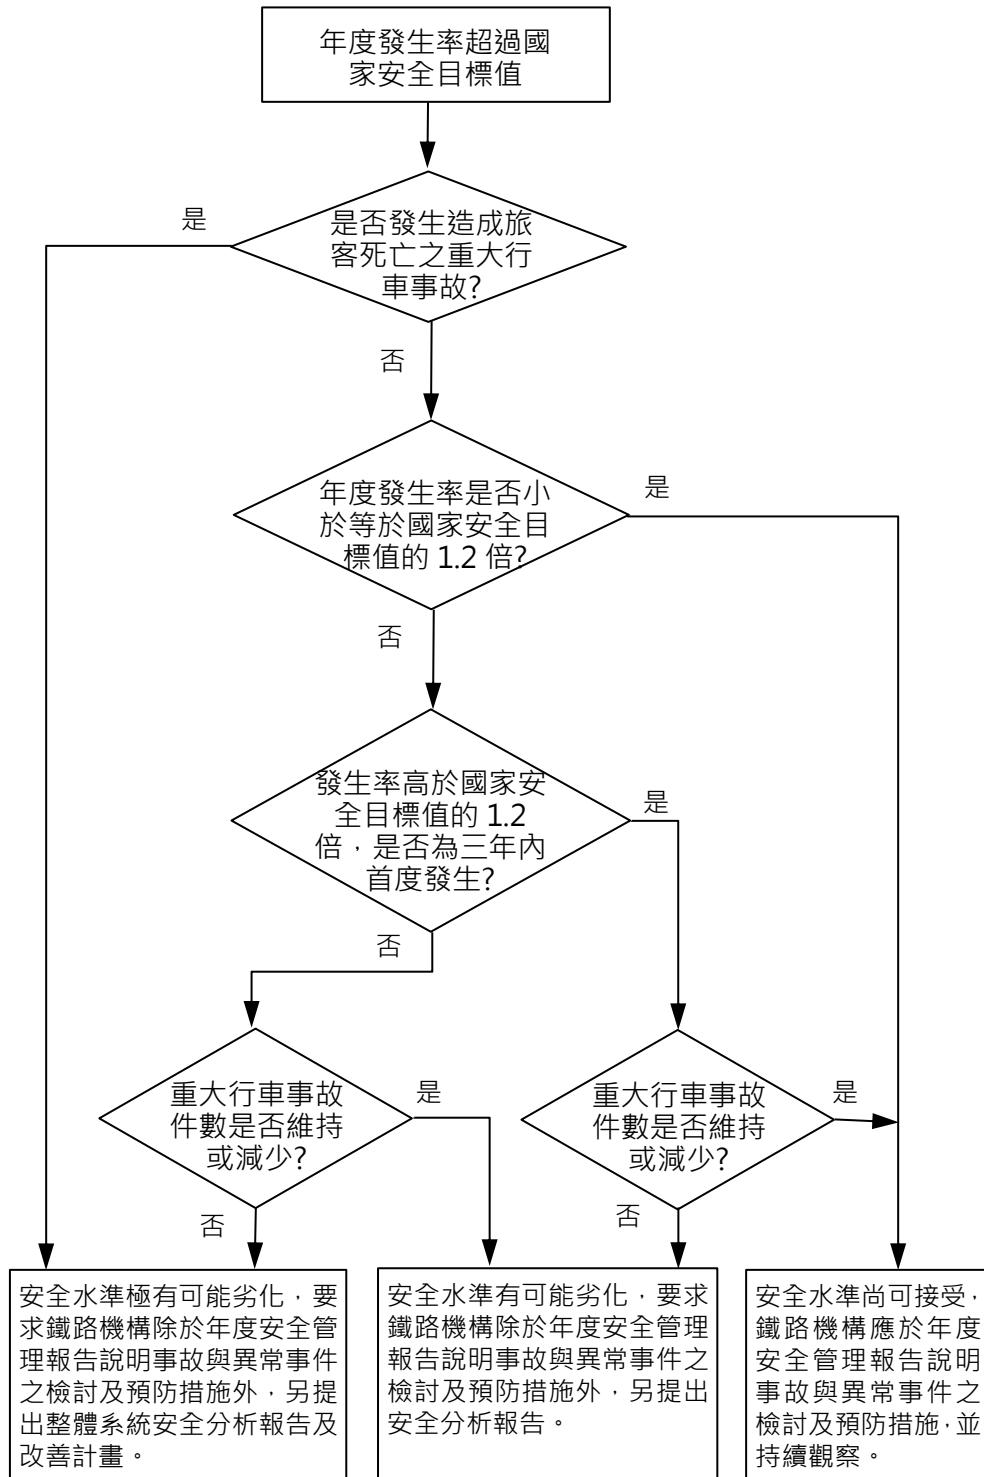 年度發生率超過國
家安全目標值
是
是否發生造成旅
客死亡之重大行
車事故?
否
年度發生率是否小
於等於國家安全目
標值的 1.2 倍?
是
否
發生率高於國家安
全目標值的 1.2
倍，是否為三年內
首度發生?
是
否
重大行車事故
件數是否維持
或減少?
是
重大行車事故
件數是否維持
或減少?
是
否
否
安全水準極有可能劣化，要
求鐵路機構除於年度安全管
理報告說明事故與異常事件
之檢討及預防措施外，另提
出整體系統安全分析報告及
改善計畫。
安全水準有可能劣化，要求
鐵路機構除於年度安全管理
報告說明事故與異常事件之
檢討及預防措施外，另提出
安全分析報告。
安全水準尚可接受，
鐵路機構應於年度
安全管理報告說明
事故與異常事件之
檢討及預防措施，並
持續觀察。